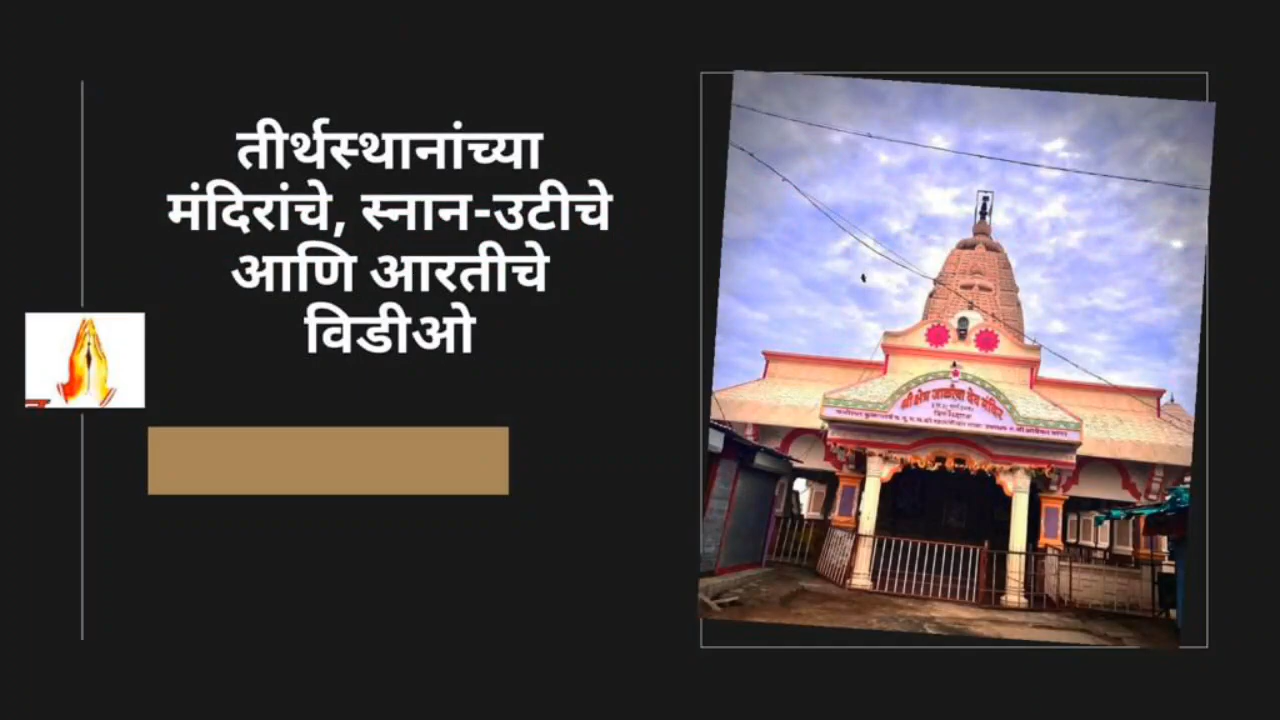 तीर्थस्थानांच्या
मंदिरांचे, स्नान-उटीचे
आणि आरतीचे
विडीओ
श्री क्षेत्र जाळीचा देव मंदिर